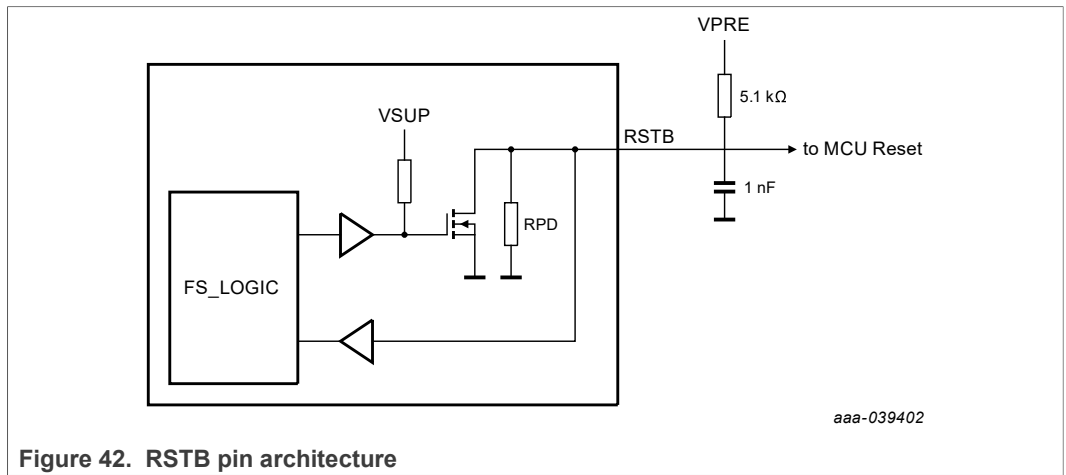 VPRE
5.1 kΩ
VSUP
RSTB
to MCU Reset
1 nF
RPD
FS_LOGIC
aaa-039402
Figure 42. RSTB pin architecture